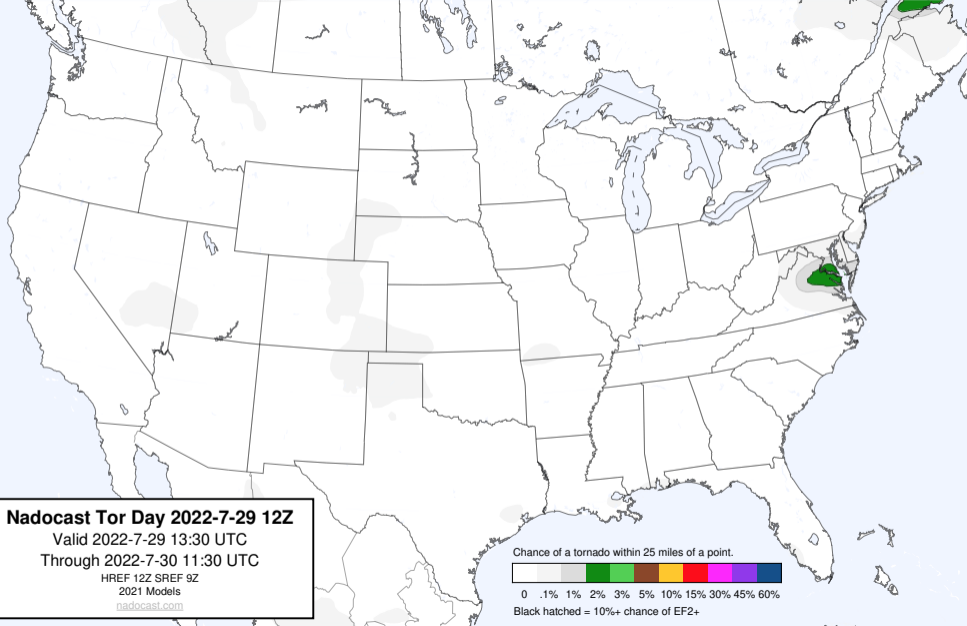 Nadocast Tor Day 2022-7-29 12Z
Valid 2022-7-29 13:30 UTC
Through 2022-7-30 11:30 UTC
HREF 12Z SREF 9Z
2021 Models
nadocast.com
Chance of a tornado within 25 miles of a point.
0 .1% 1% 2% 3% 5% 10% 15% 30% 45% 60%
Black hatched = 10%+ chance of EF2+